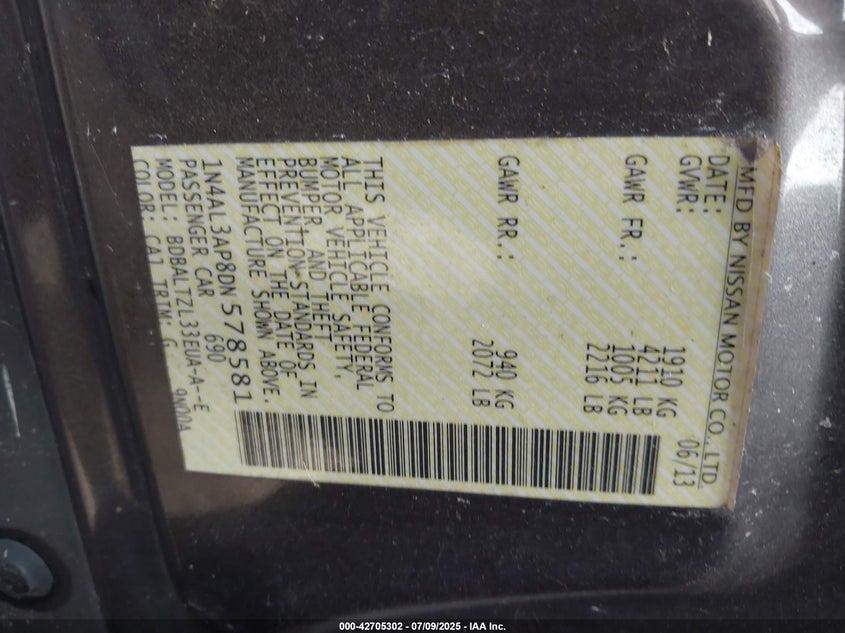 MFD BY NISSAN MOTOR CO., LTD.
DATE: 06/13
GVWR: 1910 KG
4211 LB
GAWR FR.: 1005 KG
2216 LB
GAWR RR.: 940 KG
2072 LB
THIS VEHICLE CONFORMS TO
ALL APPLICABLE FEDERAL
MOTOR VEHICLE SAFETY,
BUMPER AND THEFT
PREVENTION STANDARDS IN
EFFECT ON THE DATE OF
MANUFACTURE SHOWN ABOVE.
1N4AL3AP8DN578581
PASSENGER CAR 690
MODEL: BDBALTZL33EUA-A--E
COLOR: CAJ TRIM: G 9N00A
000-42705302 - 07/09/2025 - IAA Inc.